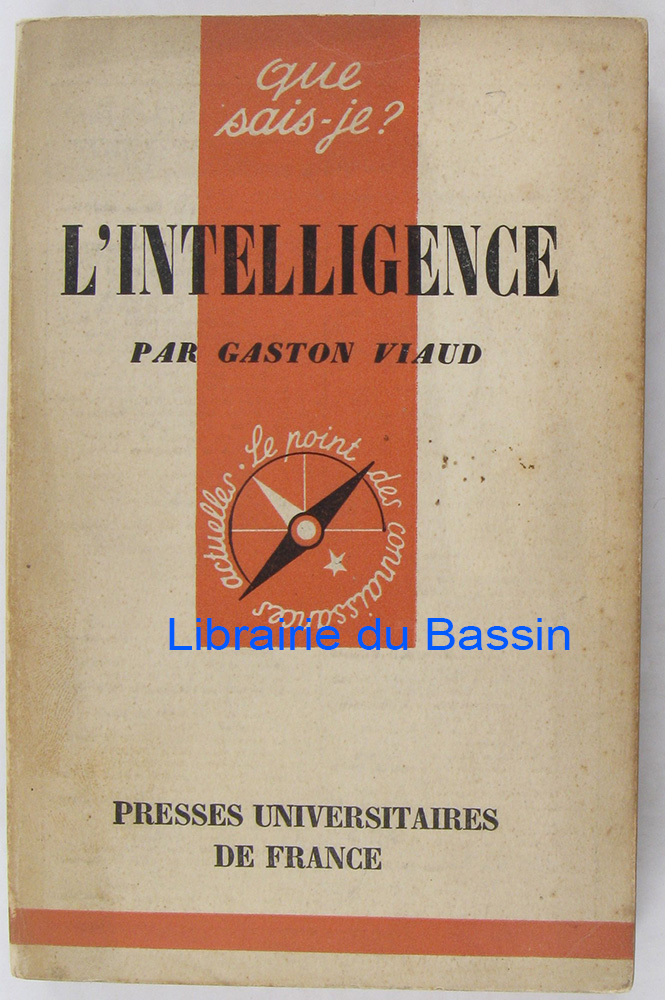 que
sais-je?
L'INTELLIGENCE
PAR GASTON VIAUD
Le point des connaissances actuelles.
Librairie du Bassin
PRESSES UNIVERSITAIRES
DE FRANCE